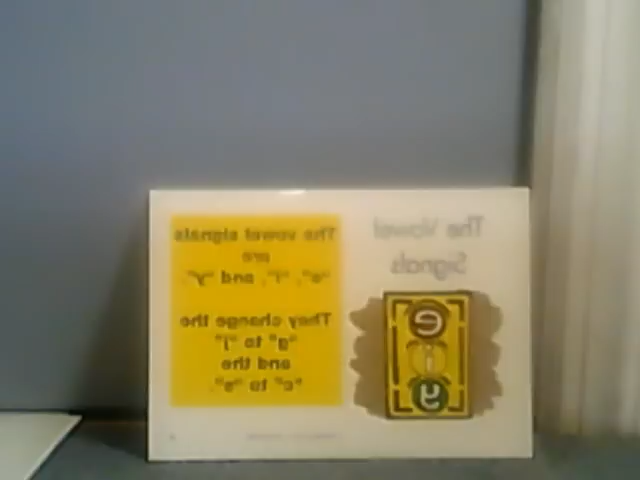 The Vowel
Signals
e
i
y
The vowel signals
are
"e", "i", and "y"
They change the
"g" to "j"
and the
"c" to "s".